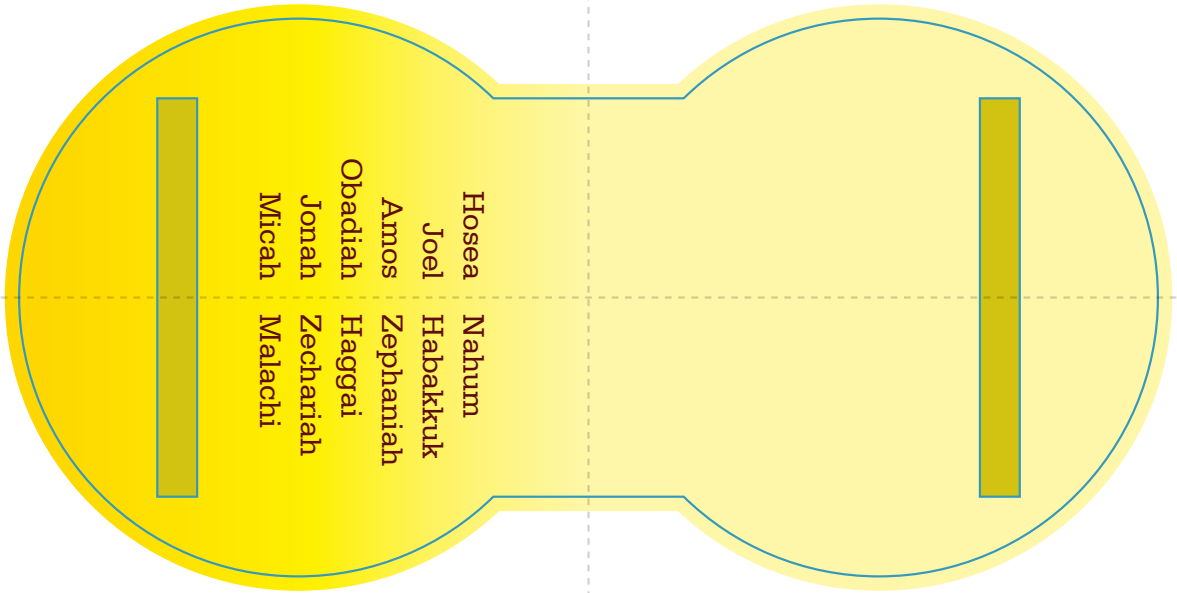 Hosea Nahum
Joel Habakkuk
Amos Zephaniah
Obadiah Haggai
Jonah Zechariah
Micah Malachi